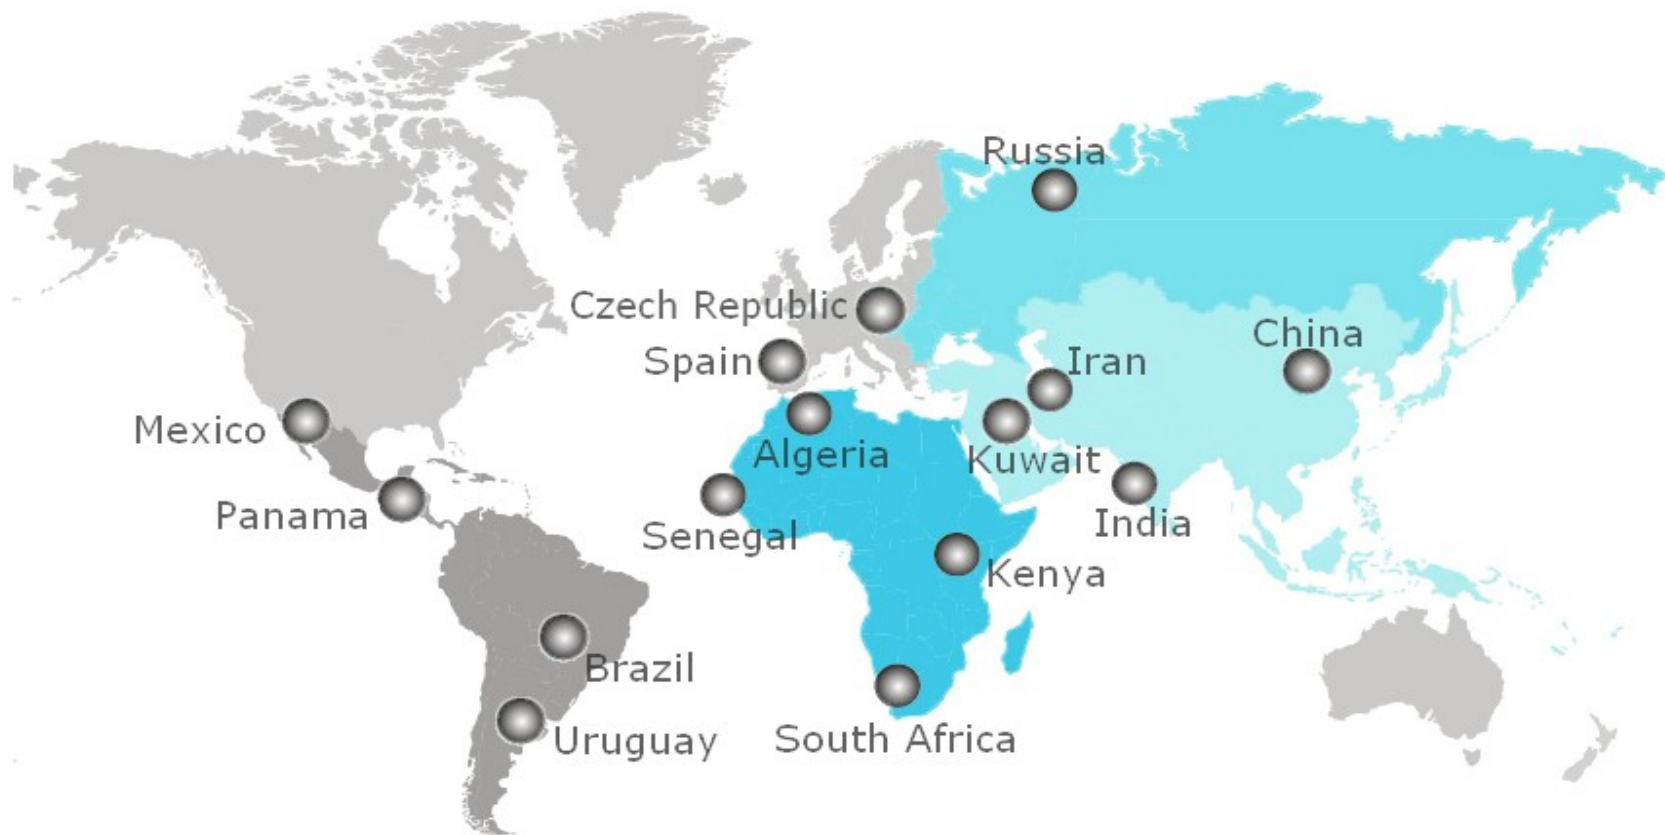 Russia
Czech Republic
China
Spain
Iran
Mexico
Algeria
Kuwait
Panama
Senegal
India
Kenya
Brazil
Uruguay
South Africa